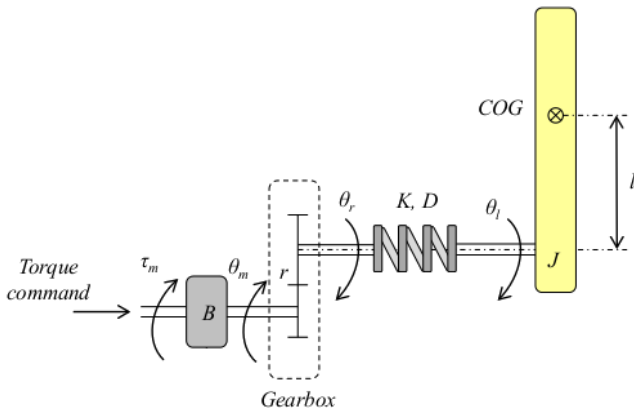 COG
l
θr
K, D
θl
J
τm
θm
r
Torque
command
B
Gearbox